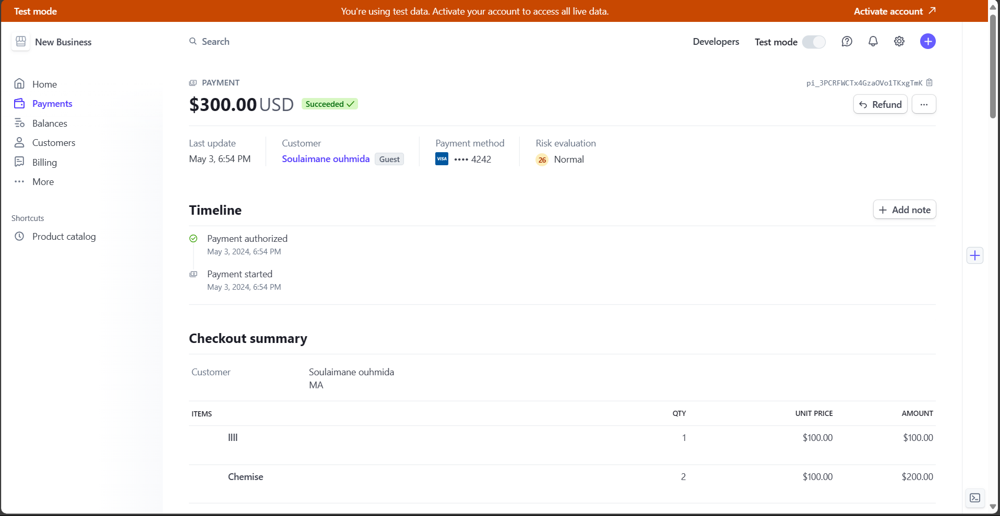 Test mode
You're using test data. Activate your account to access all live data.
Activate account
New Business
Search
Developers
Test mode
Home
Payments
Balances
Customers
Billing
More
Shortcuts
Product catalog
PAYMENT
pi_3PCRFWCTx4GzaOVo1TKxgTmK
$300.00 USD
Succeeded
Refund
Last update
May 3, 6:54 PM
Customer
Soulaimane ouhmida Guest
Payment method
VISA •••• 4242
Risk evaluation
26 Normal
Timeline
Add note
Payment authorized
May 3, 2024, 6:54 PM
Payment started
May 3, 2024, 6:54 PM
Checkout summary
Customer
Soulaimane ouhmida
MA
ITEMS QTY UNIT PRICE AMOUNT
llll 1 $100.00 $100.00
Chemise 2 $100.00 $200.00